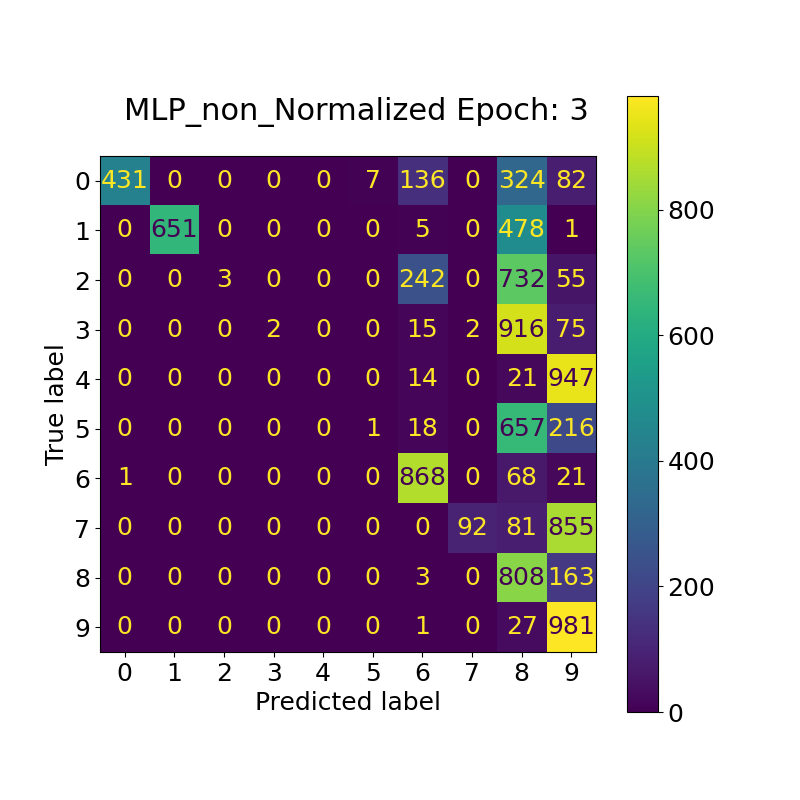 MLP_non_Normalized Epoch: 3
0 431 0 0 0 0 7 136 0 324 82
1 0 651 0 0 0 0 5 0 478 1
2 0 0 3 0 0 0 242 0 732 55
3 0 0 0 2 0 0 15 2 916 75
4 0 0 0 0 0 0 14 0 21 947
5 0 0 0 0 0 1 18 0 657 216
6 1 0 0 0 0 0 868 0 68 21
7 0 0 0 0 0 0 0 92 81 855
8 0 0 0 0 0 0 3 0 808 163
9 0 0 0 0 0 0 1 0 27 981
0 1 2 3 4 5 6 7 8 9
Predicted label
True label
800
600
400
200
0